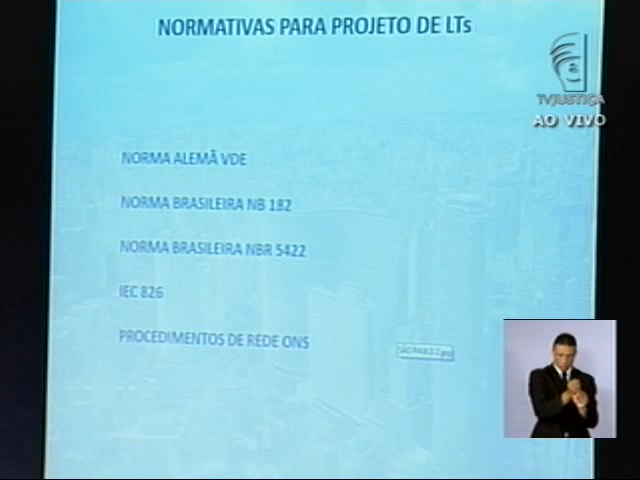 NORMATIVAS PARA PROJETO DE LTs
TVJUSTIÇA
AO VIVO
NORMA ALEMÃ VDE
NORMA BRASILEIRA NB 182
NORMA BRASILEIRA NBR 5422
IEC 826
PROCEDIMENTOS DE REDE ONS